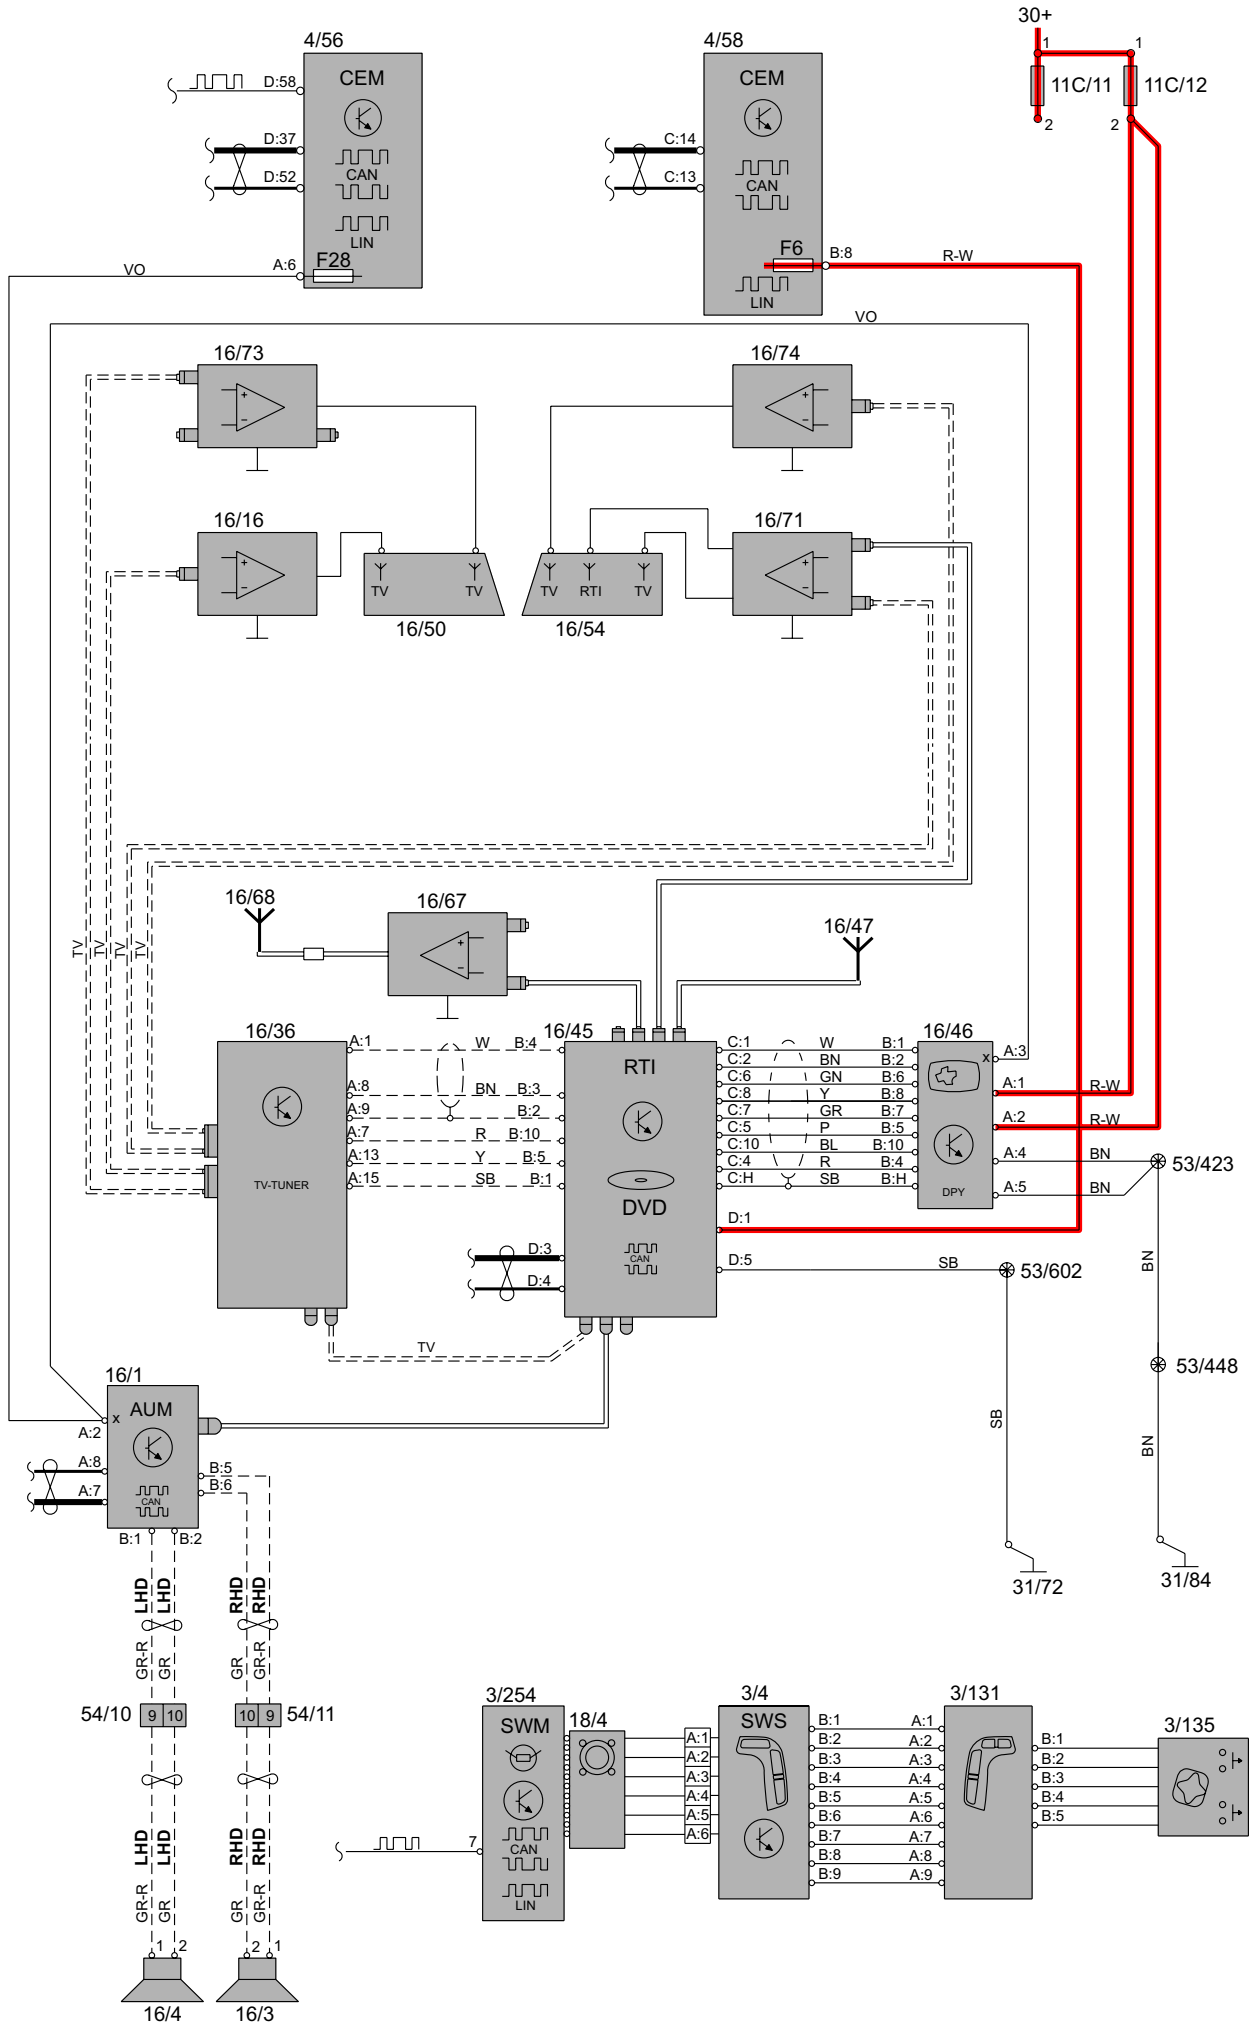 30+
4/56
4/58
1
1
CEM
CEM
D:58
11C/11
11C/12
2
2
D:37
C:14
CAN
CAN
D:52
C:13
LIN
F28
A:6
VO
F6
B:8
R-W
LIN
VO
16/73
16/74
+
−
+
−
16/16
16/71
+
−
+
−
TV
TV
TV
RTI
TV
16/50
16/54
16/68
16/67
16/47
+
−
TV
TV
TV
TV
16/36
16/45
16/46
A:1
W
B:4
C:1
W
B:1
x
A:3
RTI
C:2
BN
B:2
C:6
GN
B:6
A:8
BN
B:3
C:8
Y
B:8
A:1
R-W
A:9
B:2
C:7
GR
B:7
A:2
R-W
A:7
R
B:10
C:5
P
B:5
C:10
BL
B:10
A:13
Y
B:5
C:4
R
B:4
A:4
BN
53/423
A:15
SB
B:1
C:H
SB
B:H
TV-TUNER
DPY
A:5
BN
DVD
D:1
D:3
CAN
D:5
SB
53/602
BN
D:4
TV
53/448
16/1
AUM
x
A:2
SB
BN
A:8
B:5
A:7
CAN
B:6
B:1
B:2
31/72
31/84
LHD
LHD
RHD
RHD
GR-R
GR
GR
GR-R
54/10
9
10
10
9
54/11
LHD
LHD
RHD
RHD
GR-R
GR
GR
GR-R
1
2
2
1
16/4
16/3
3/254
18/4
3/4
3/131
3/135
SWM
SWS
7
CAN
LIN
A:1
A:2
A:3
A:4
A:5
A:6
B:1
A:1
B:2
A:2
B:3
A:3
B:4
A:4
B:5
A:5
B:6
A:6
B:7
A:7
B:8
A:8
B:9
A:9
B:1
B:2
B:3
B:4
B:5